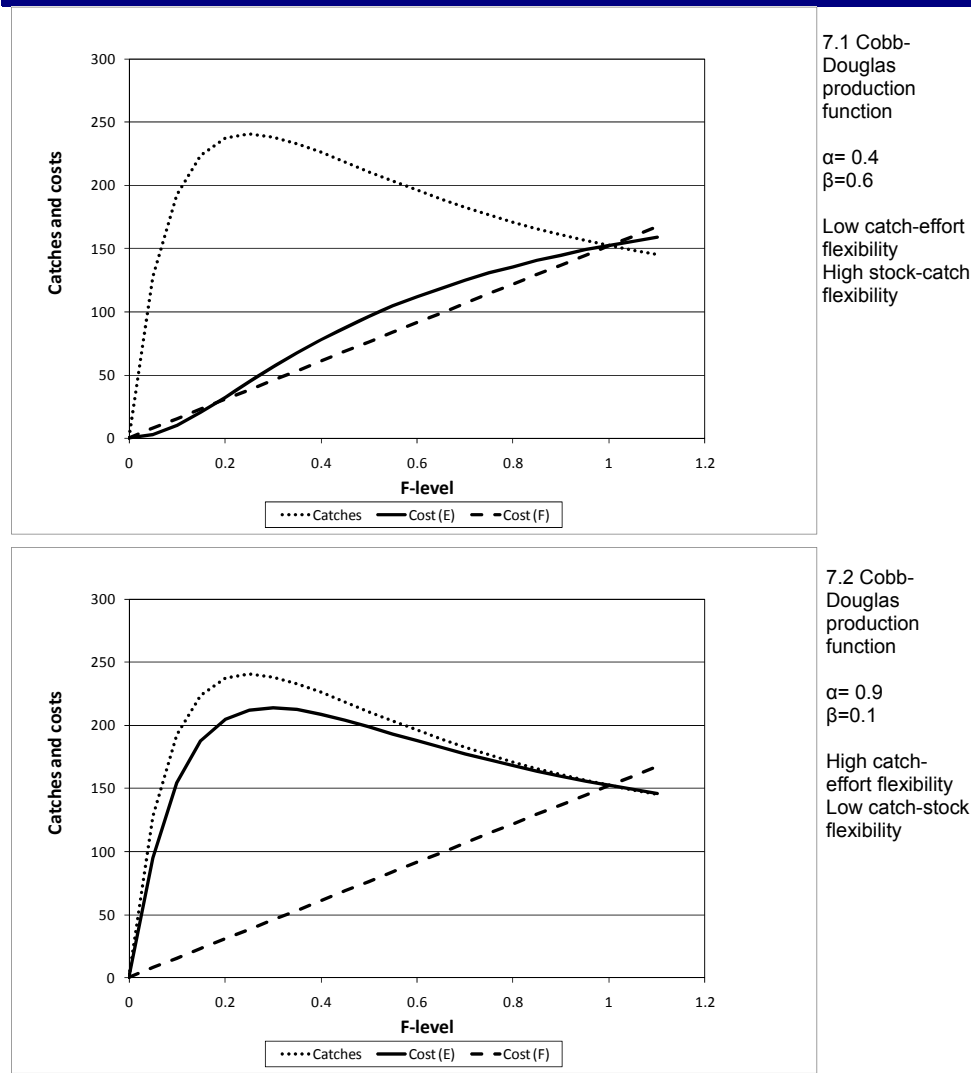 7.1 Cobb-
Douglas
production
function
α= 0.4
β=0.6
Low catch-effort
flexibility
High stock-catch
flexibility
300
250
200
150
100
50
0
Catches and costs
0 0.2 0.4 0.6 0.8 1 1.2
F-level
Catches Cost (E) Cost (F)
7.2 Cobb-
Douglas
production
function
α= 0.9
β=0.1
High catch-
effort flexibility
Low catch-stock
flexibility
300
250
200
150
100
50
0
Catches and costs
0 0.2 0.4 0.6 0.8 1 1.2
F-level
Catches Cost (E) Cost (F)